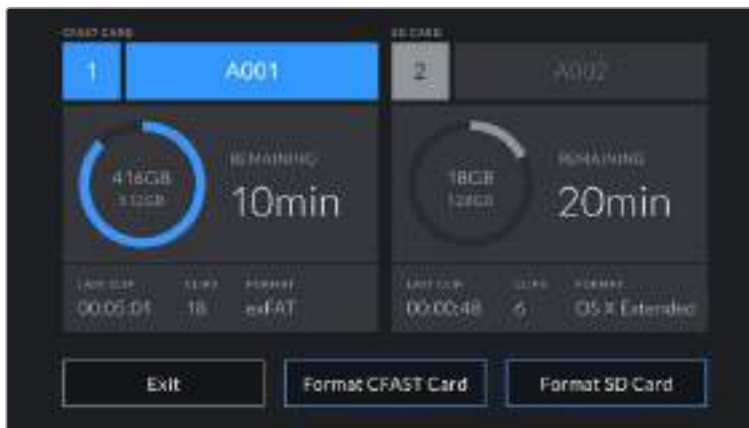 CFAST CARD
1
A001
416GB
512GB
REMAINING
10min
LAST CLIP
CLIPS
FORMAT
00:05:01
18
exFAT
SD CARD
2
A002
18GB
128GB
REMAINING
20min
LAST CLIP
CLIPS
FORMAT
00:00:48
6
OS X Extended
Exit
Format CFAST Card
Format SD Card